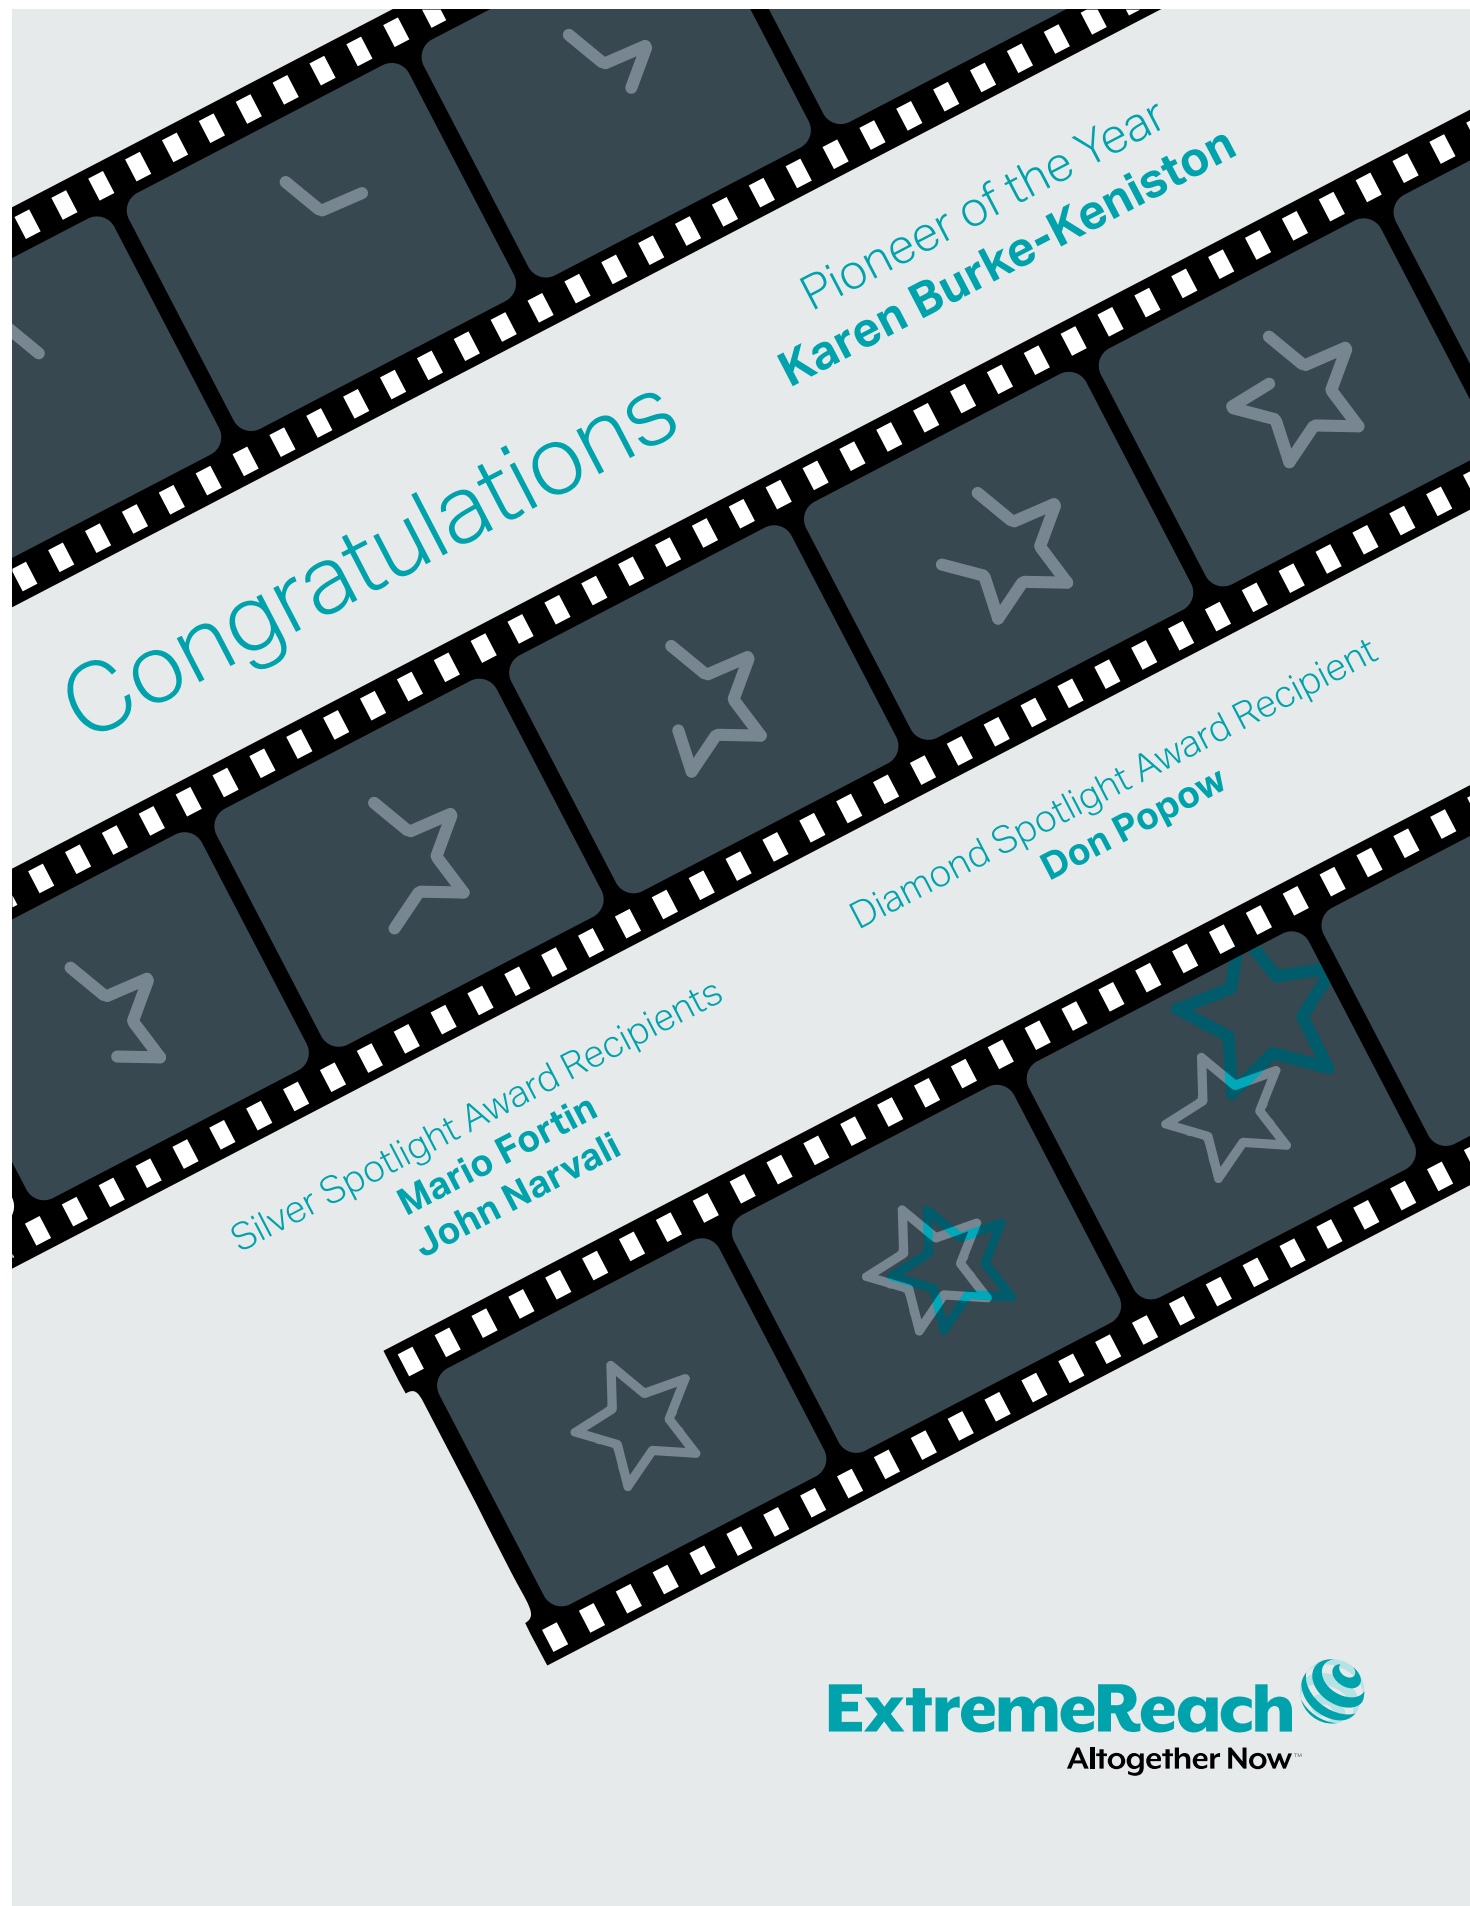 Pioneer of the Year
Karen Burke-Keniston
Congratulations
Diamond Spotlight Award Recipient
Don Popow
Silver Spotlight Award Recipients
Mario Fortin
John Narvali
ExtremeReach
Altogether Now™